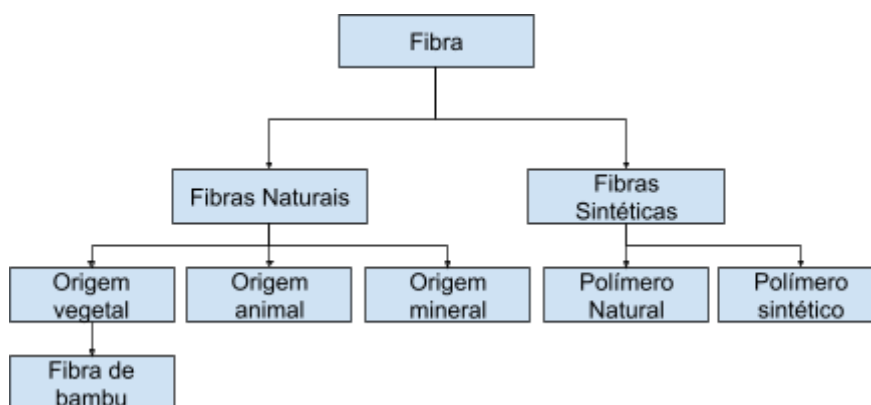 Fibra
Fibras Naturais
Fibras
Sintéticas
Origem
vegetal
Origem
animal
Origem
mineral
Polímero
Natural
Polímero
sintético
Fibra de
bambu